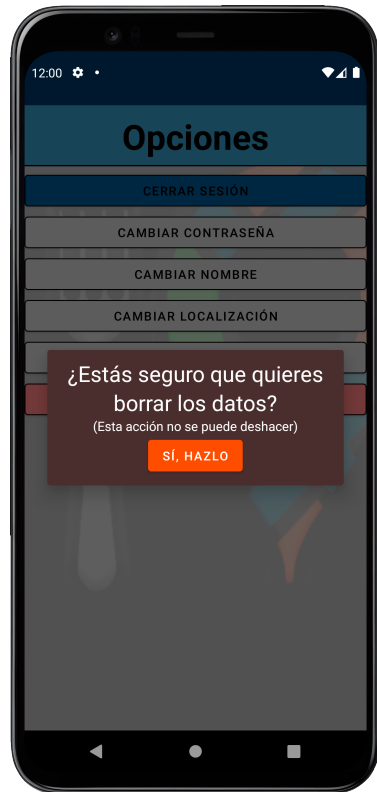 12:00
Opciones
CERRAR SESIÓN
CAMBIAR CONTRASEÑA
CAMBIAR NOMBRE
CAMBIAR LOCALIZACIÓN
¿Estás seguro que quieres
borrar los datos?
(Esta acción no se puede deshacer)
SÍ, HAZLO